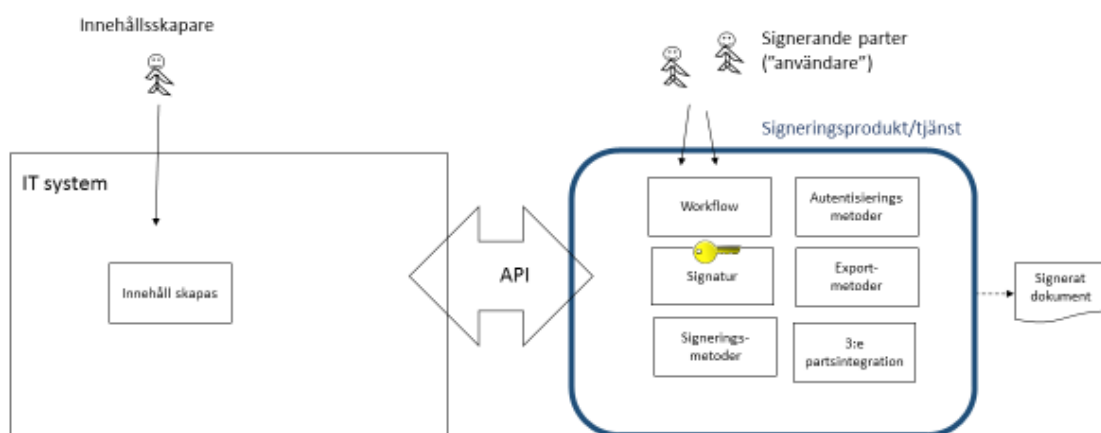 Innehållsskapare
Signerande parter
("användare")
Signeringsprodukt/tjänst
IT system
Innehåll skapas
API
Workflow
Autentisierings
metoder
Signatur
Export-
metoder
Signerings-
metoder
3:e
partsintegration
Signerat
dokument